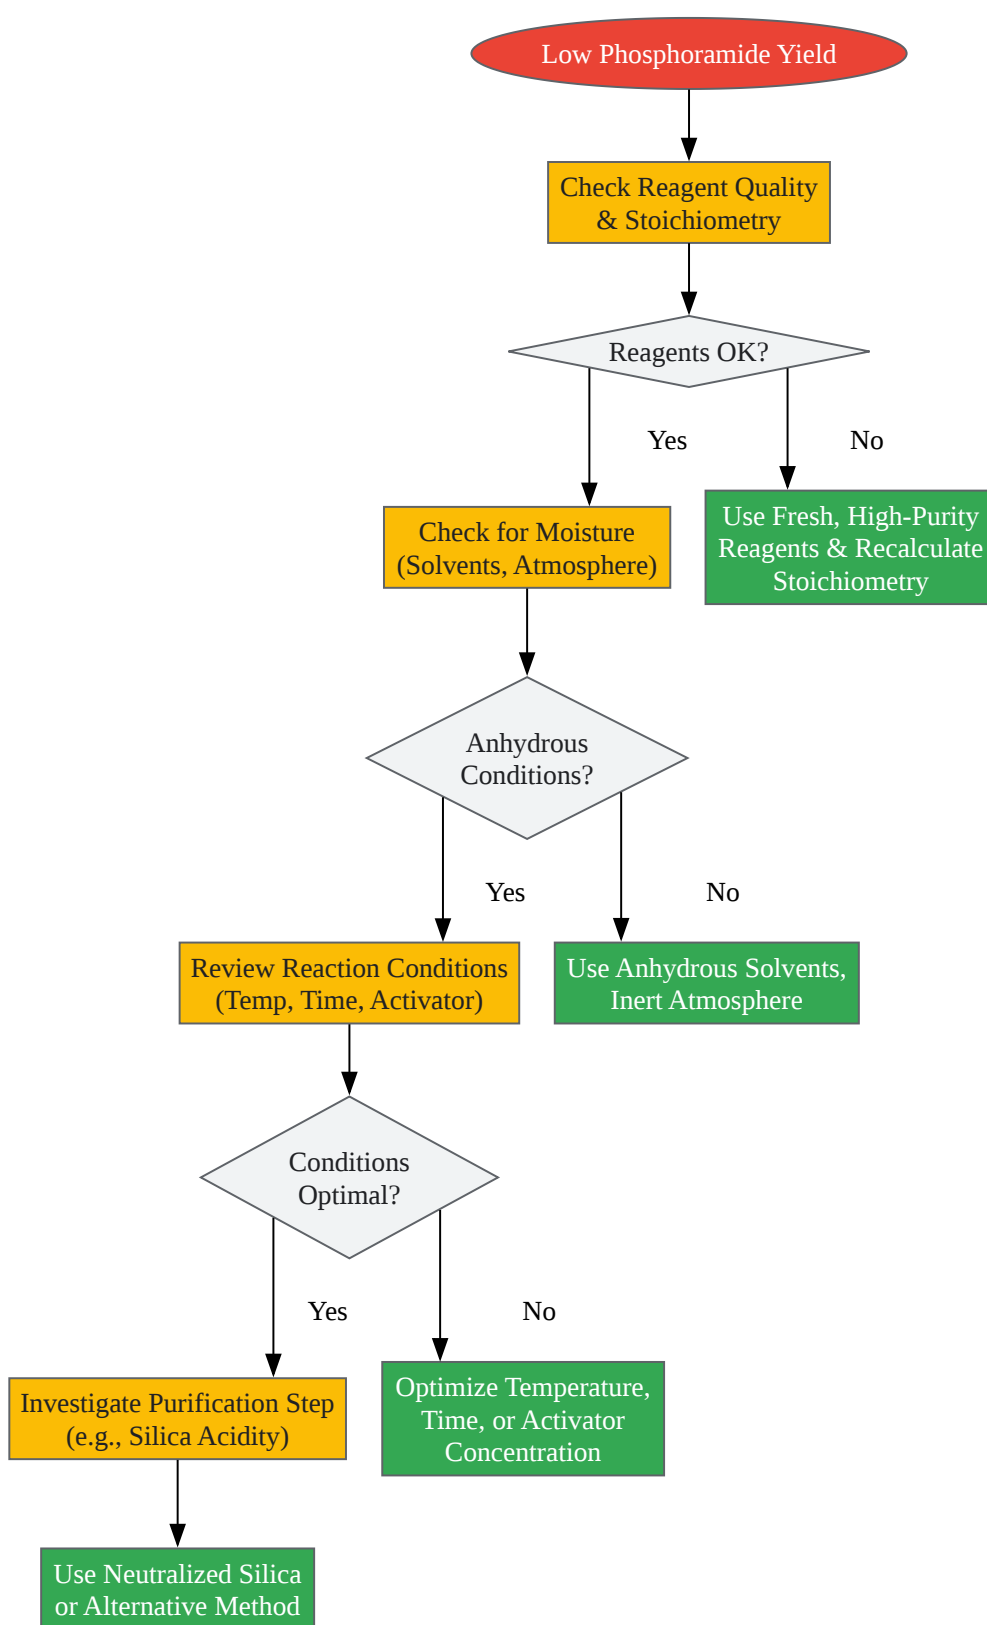 Low Phosphoramide Yield
Check Reagent Quality
& Stoichiometry
Reagents OK?
Yes
No
Check for Moisture
(Solvents, Atmosphere)
Use Fresh, High-Purity
Reagents & Recalculate
Stoichiometry
Anhydrous
Conditions?
Yes
No
Review Reaction Conditions
(Temp, Time, Activator)
Use Anhydrous Solvents,
Inert Atmosphere
Conditions
Optimal?
Yes
No
Investigate Purification Step
(e.g., Silica Acidity)
Optimize Temperature,
Time, or Activator
Concentration
Use Neutralized Silica
or Alternative Method